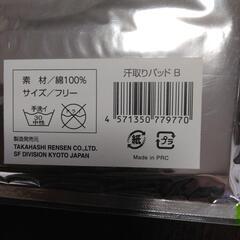 素 材／綿100%
サイズ／フリー
手洗イ
30
中性
汗取りパッド B
4 571350 779770
製造発売元
TAKAHASHI RENSEN CO.,LTD.
SF DIVISION KYOTO JAPAN
紙
プラ
Made in PRC